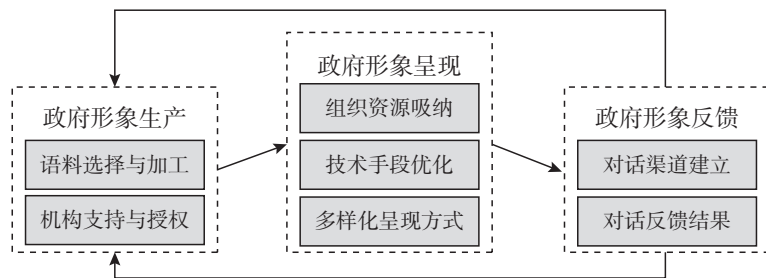 政府形象生产
语料选择与加工
机构支持与授权
政府形象呈现
组织资源吸纳
技术手段优化
多样化呈现方式
政府形象反馈
对话渠道建立
对话反馈结果